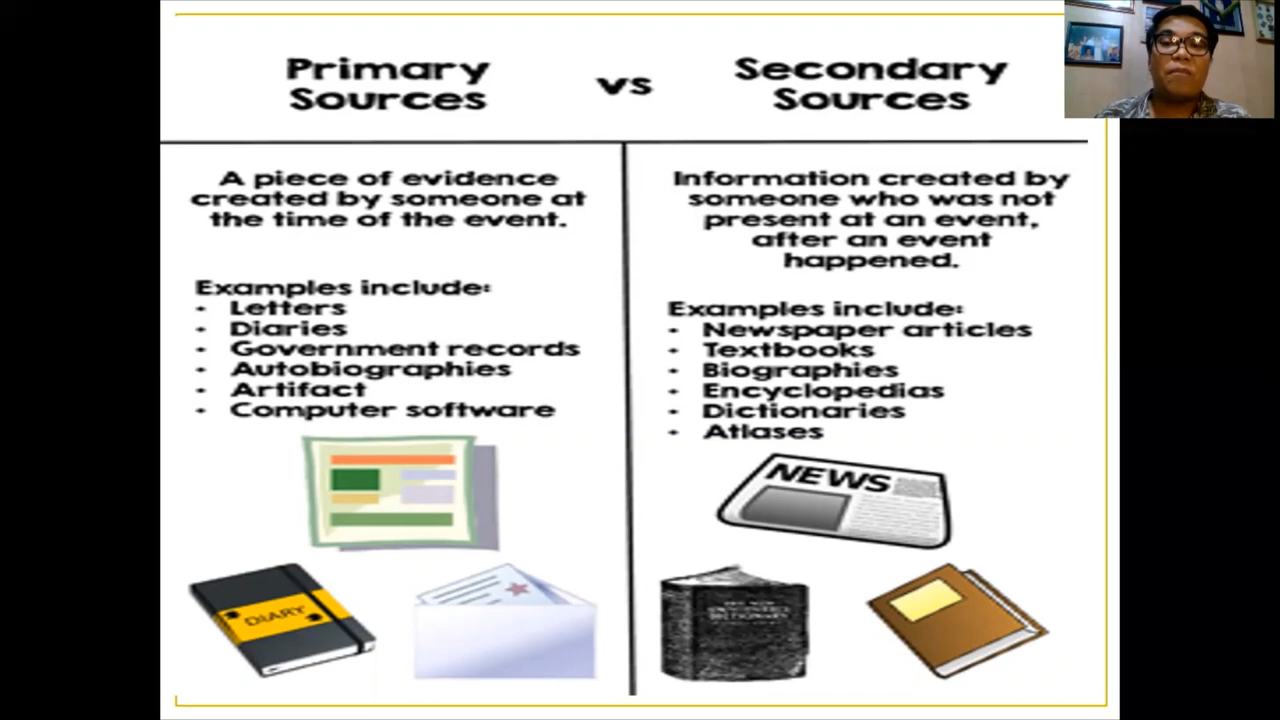 Primary Sources
vs
Secondary Sources
A piece of evidence
created by someone at
the time of the event.
Examples include:
• Letters
• Diaries
• Government records
• Autobiographies
• Artifact
• Computer software
Information created by
someone who was not
present at an event,
after an event
happened.
Examples include:
• Newspaper articles
• Textbooks
• Biographies
• Encyclopedias
• Dictionaries
• Atlases
NEWS
DIARY
DICTIONARY